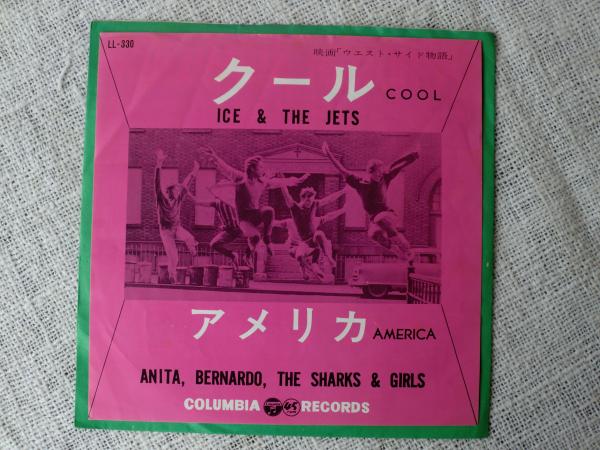 LL-330
映画「ウエスト・サイド物語」
クール COOL
ICE & THE JETS
アメリカ AMERICA
ANITA, BERNARDO, THE SHARKS & GIRLS
COLUMBIA 45 RECORDS